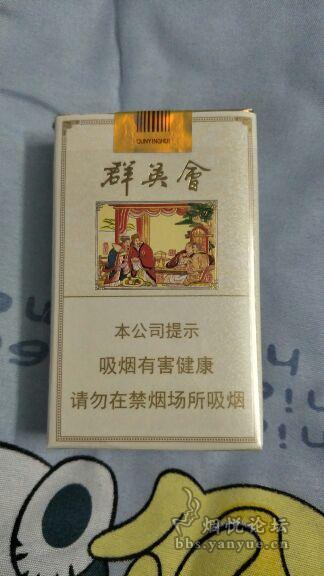 QUNYINGHUI
群英會
本公司提示
吸烟有害健康
请勿在禁烟场所吸烟
烟悦论坛
bbs.yanyue.cn